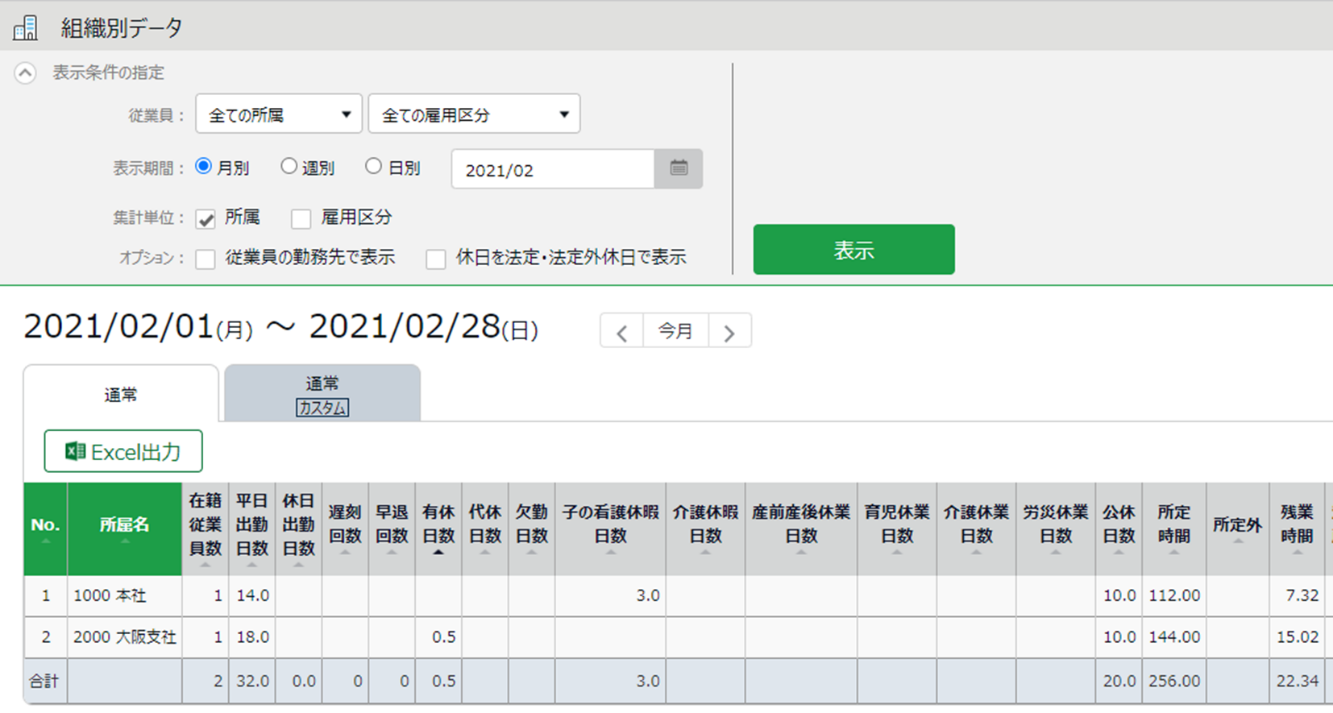 組織別データ
表示条件の指定
従業員： 全ての所属 全ての雇用区分
表示期間： 月別 週別 日別 2021/02
集計単位： 所属 雇用区分
オプション： 従業員の勤務先で表示 休日を法定・法定外休日で表示
表示
2021/02/01(月) ～ 2021/02/28(日) 今月
通常 通常
カスタム
Excel出力
No. 所属名 在籍従業員数 平日出勤日数 休日出勤日数 遅刻回数 早退回数 有休日数 代休日数 欠勤日数 子の看護休暇日数 介護休暇日数 産前産後休業日数 育児休業日数 介護休業日数 労災休業日数 公休日数 所定時間 所定外 残業時間
1 1000 本社 1 14.0 3.0 10.0 112.00 7.32
2 2000 大阪支社 1 18.0 0.5 10.0 144.00 15.02
合計 2 32.0 0.0 0 0 0.5 3.0 20.0 256.00 22.34